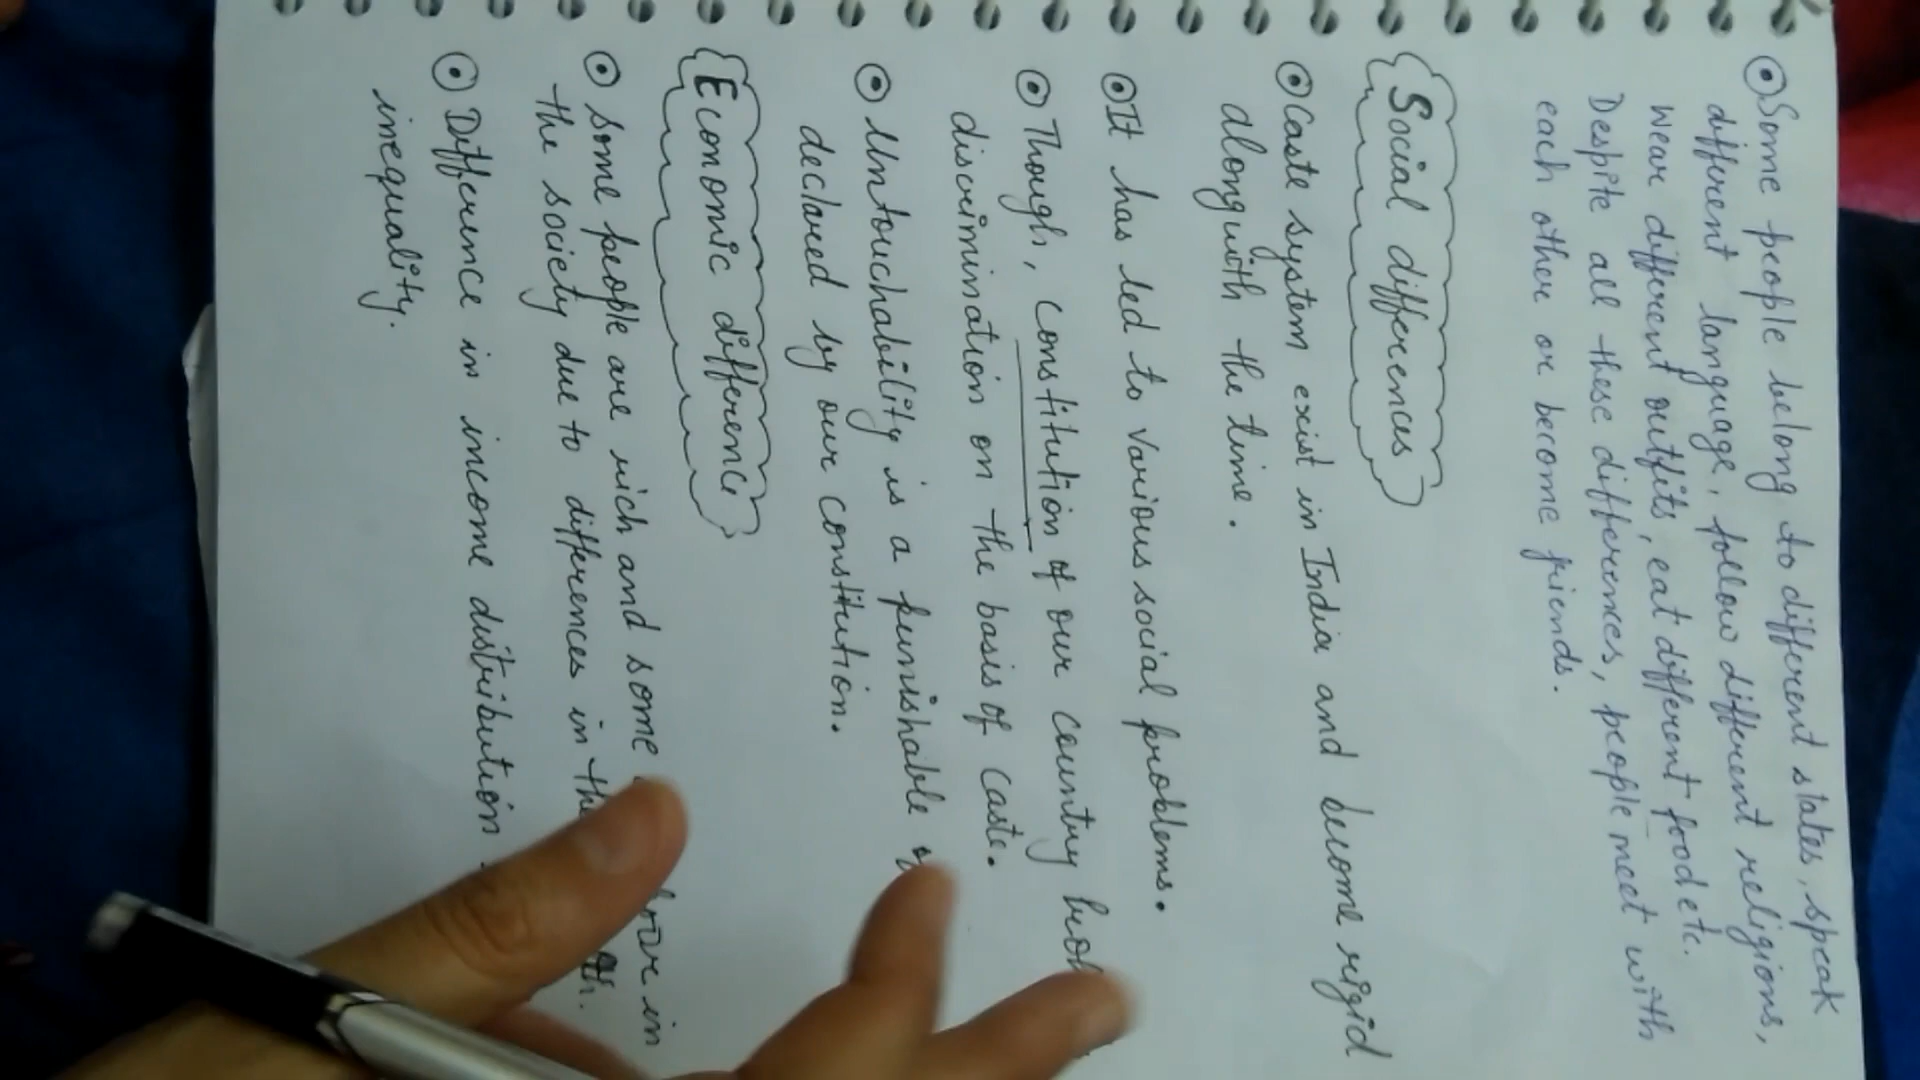 Some people belong to different states, speak
different language, follow different religions,
Wear different outfits, eat different food etc.
Despite all these differences, people meet with
each other or become friends.
Social differences
Caste system exist in India and become rigid
alongwith the time.
It has led to various social problems.
Though, constitution of our country
discrimination on the basis of caste.
Untouchability is a punishable
declared by our constitution.
Economic difference
Some people are rich and some in
the society due to differences in
Difference in income distribution
inequality.